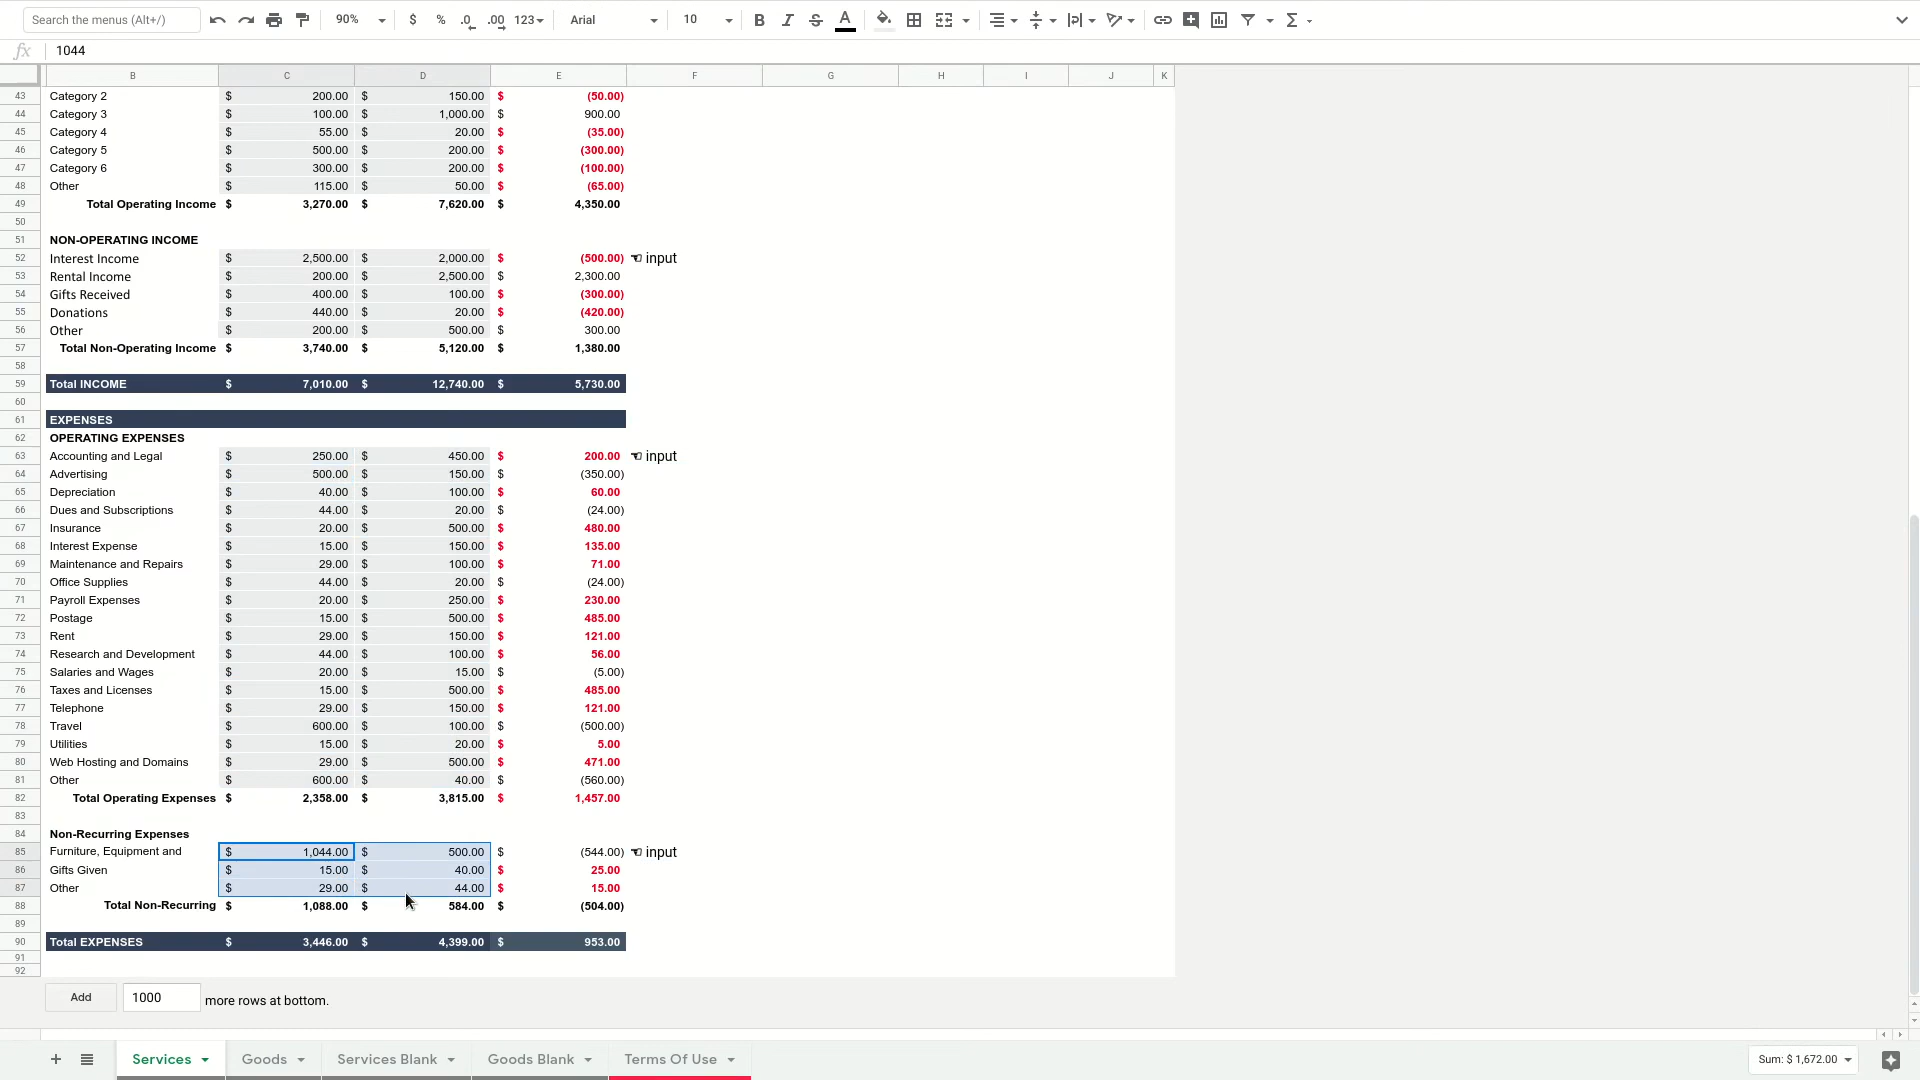 Search the menus (Alt+/) 90% $ % .0 .00 123 Arial 10 B I S A Σ
fx 1044
B C D E F G H I J K
43 Category 2 $ 200.00 $ 150.00 $ (50.00)
44 Category 3 $ 100.00 $ 1,000.00 $ 900.00
45 Category 4 $ 55.00 $ 20.00 $ (35.00)
46 Category 5 $ 500.00 $ 200.00 $ (300.00)
47 Category 6 $ 300.00 $ 200.00 $ (100.00)
48 Other $ 115.00 $ 50.00 $ (65.00)
49 Total Operating Income $ 3,270.00 $ 7,620.00 $ 4,350.00
50
51 NON-OPERATING INCOME
52 Interest Income $ 2,500.00 $ 2,000.00 $ (500.00) ☜ input
53 Rental Income $ 200.00 $ 2,500.00 $ 2,300.00
54 Gifts Received $ 400.00 $ 100.00 $ (300.00)
55 Donations $ 440.00 $ 20.00 $ (420.00)
56 Other $ 200.00 $ 500.00 $ 300.00
57 Total Non-Operating Income $ 3,740.00 $ 5,120.00 $ 1,380.00
58
59 Total INCOME $ 7,010.00 $ 12,740.00 $ 5,730.00
60
61 EXPENSES
62 OPERATING EXPENSES
63 Accounting and Legal $ 250.00 $ 450.00 $ 200.00 ☜ input
64 Advertising $ 500.00 $ 150.00 $ (350.00)
65 Depreciation $ 40.00 $ 100.00 $ 60.00
66 Dues and Subscriptions $ 44.00 $ 20.00 $ (24.00)
67 Insurance $ 20.00 $ 500.00 $ 480.00
68 Interest Expense $ 15.00 $ 150.00 $ 135.00
69 Maintenance and Repairs $ 29.00 $ 100.00 $ 71.00
70 Office Supplies $ 44.00 $ 20.00 $ (24.00)
71 Payroll Expenses $ 20.00 $ 250.00 $ 230.00
72 Postage $ 15.00 $ 500.00 $ 485.00
73 Rent $ 29.00 $ 150.00 $ 121.00
74 Research and Development $ 44.00 $ 100.00 $ 56.00
75 Salaries and Wages $ 20.00 $ 15.00 $ (5.00)
76 Taxes and Licenses $ 15.00 $ 500.00 $ 485.00
77 Telephone $ 29.00 $ 150.00 $ 121.00
78 Travel $ 600.00 $ 100.00 $ (500.00)
79 Utilities $ 15.00 $ 20.00 $ 5.00
80 Web Hosting and Domains $ 29.00 $ 500.00 $ 471.00
81 Other $ 600.00 $ 40.00 $ (560.00)
82 Total Operating Expenses $ 2,358.00 $ 3,815.00 $ 1,457.00
83
84 Non-Recurring Expenses
85 Furniture, Equipment and $ 1,044.00 $ 500.00 $ (544.00) ☜ input
86 Gifts Given $ 15.00 $ 40.00 $ 25.00
87 Other $ 29.00 $ 44.00 $ 15.00
88 Total Non-Recurring $ 1,088.00 $ 584.00 $ (504.00)
89
90 Total EXPENSES $ 3,446.00 $ 4,399.00 $ 953.00
91
92
Add 1000 more rows at bottom.
+ Services Goods Services Blank Goods Blank Terms Of Use Sum: $ 1,672.00